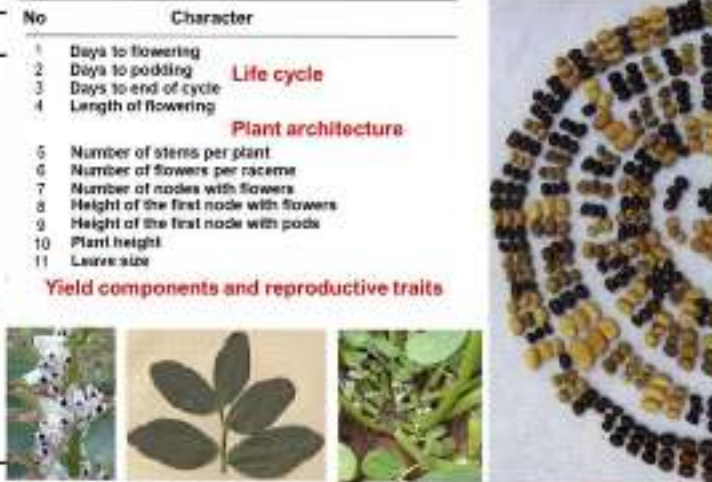 No Character
1 Days to flowering
2 Days to podding
Life cycle
3 Days to end of cycle
4 Length of flowering
Plant architecture
5 Number of stems per plant
6 Number of flowers per raceme
7 Number of nodes with flowers
8 Height of the first node with flowers
9 Height of the first node with pods
10 Plant height
11 Leave size
Yield components and reproductive traits